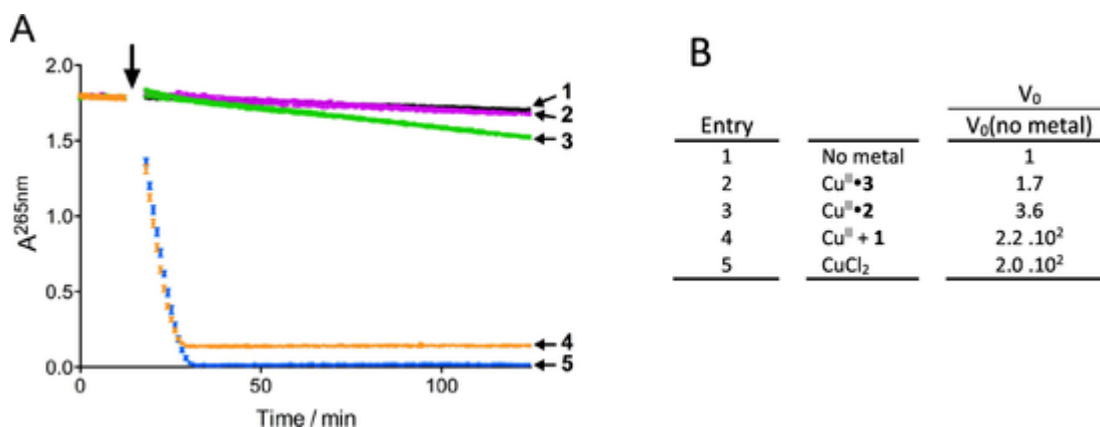 A
A265nm
2.0
1.5
1.0
0.5
0.0
0
50
100
Time / min
1
2
3
4
5
B
V0
Entry V0(no metal)
1 No metal 1
2 CuII•3 1.7
3 CuII•2 3.6
4 CuII + 1 2.2 .10²
5 CuCl2 2.0 .10²